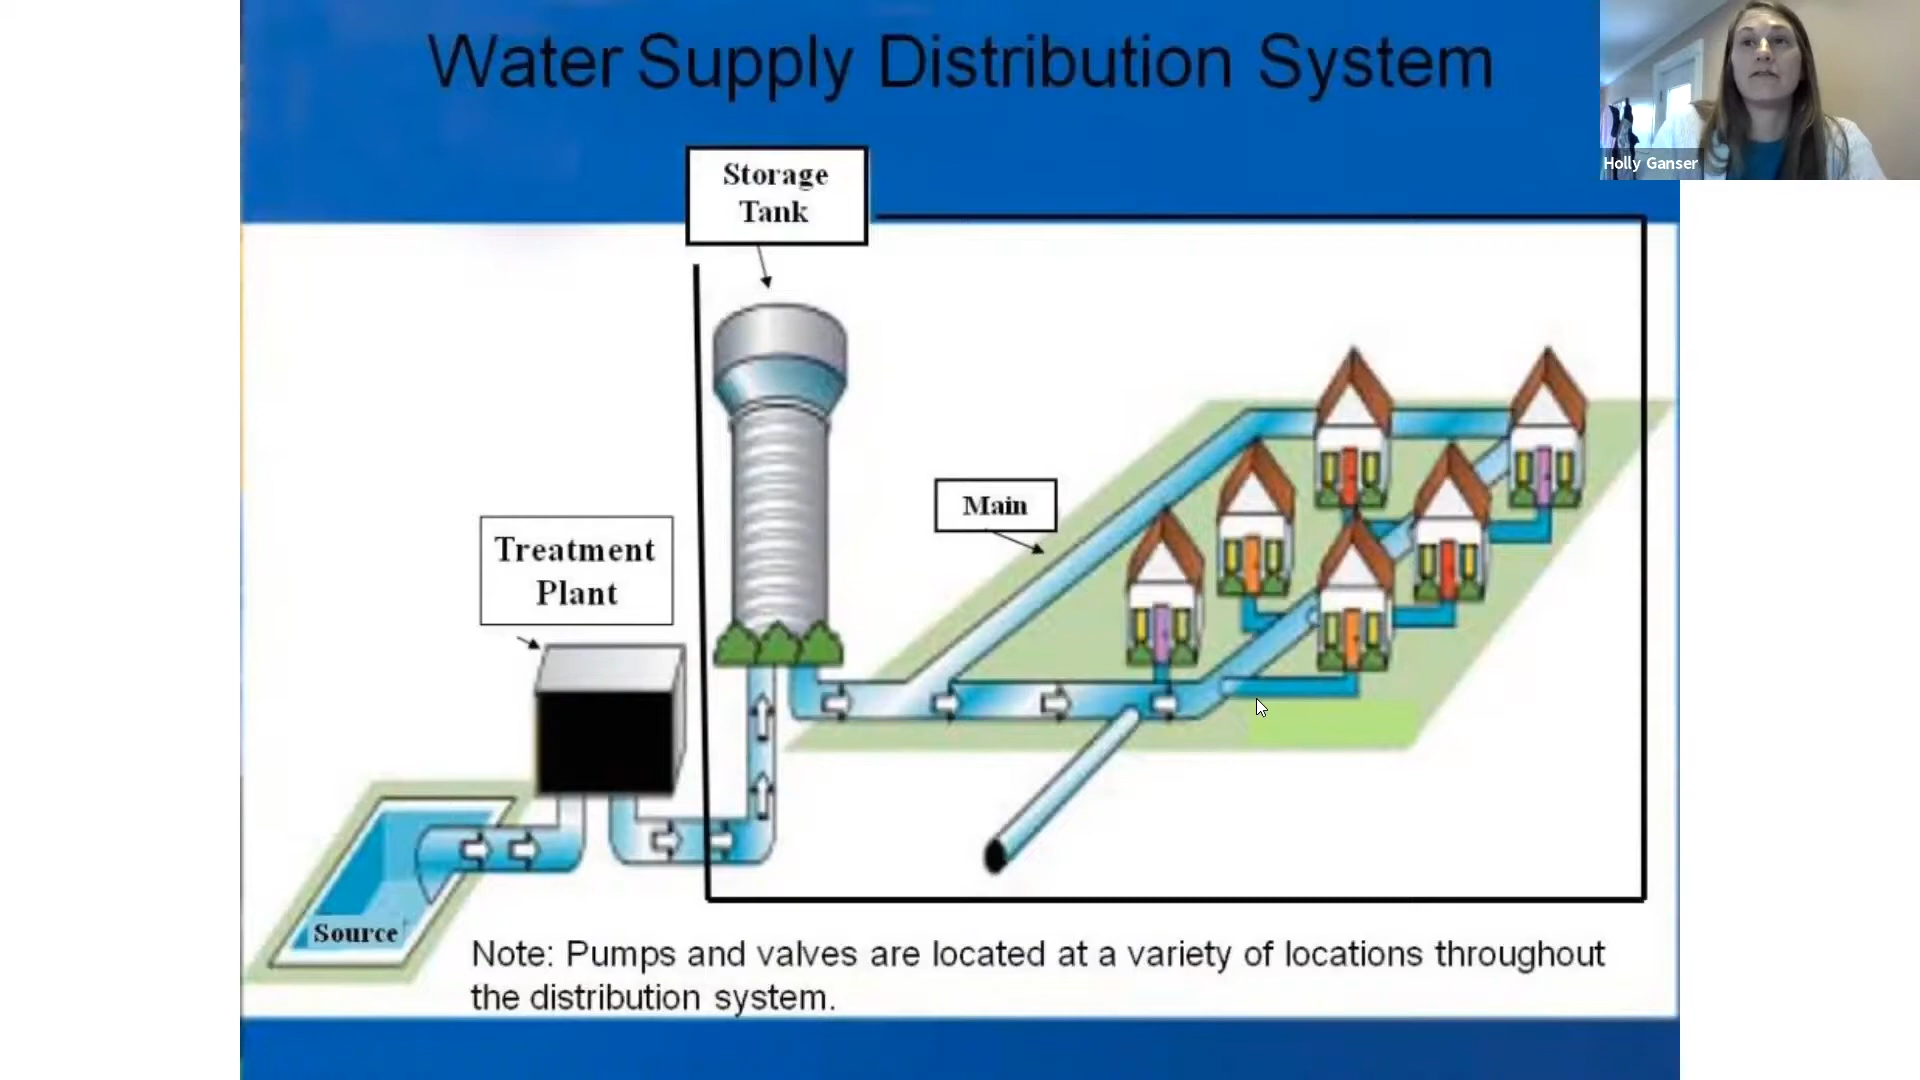 Water Supply Distribution System
Holly Ganser
Storage
Tank
Main
Treatment
Plant
Source
Note: Pumps and valves are located at a variety of locations throughout
the distribution system.